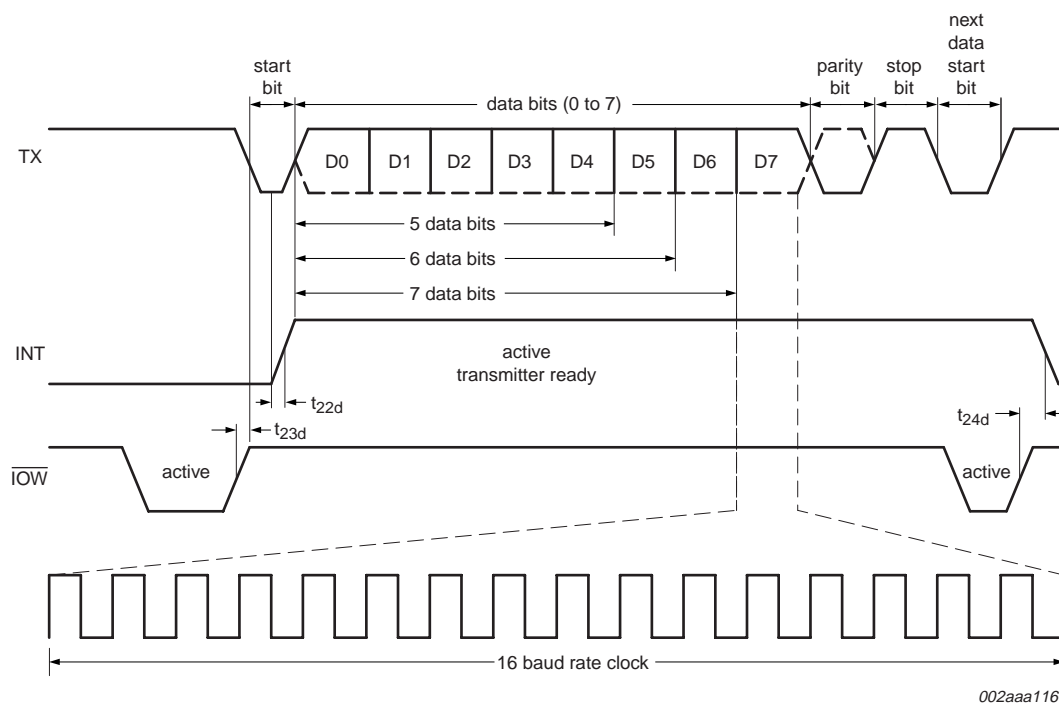 next
data
start
bit
start
bit
parity
bit
stop
bit
data bits (0 to 7)
TX
D0 D1 D2 D3 D4 D5 D6 D7
5 data bits
6 data bits
7 data bits
INT
active
transmitter ready
t22d
t23d
t24d
IOW
active
active
16 baud rate clock
002aaa116